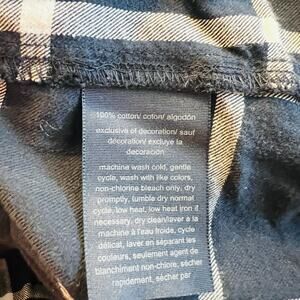 100% cotton/ coton/ algodón
exclusive of decoration/ sauf
décoration/ excluye la
decoración
machine wash cold, gentle
cycle, wash with like colors,
non-chlorine bleach only, dry
promptly, tumble dry normal
cycle, low heat, low heat iron if
necessary, dry clean/laver à la
machine à l'eau froide, cycle
délicat, laver en séparant les
couleurs, seulement agent de
blanchiment non-chlore, sécher
rapidement, sécher par